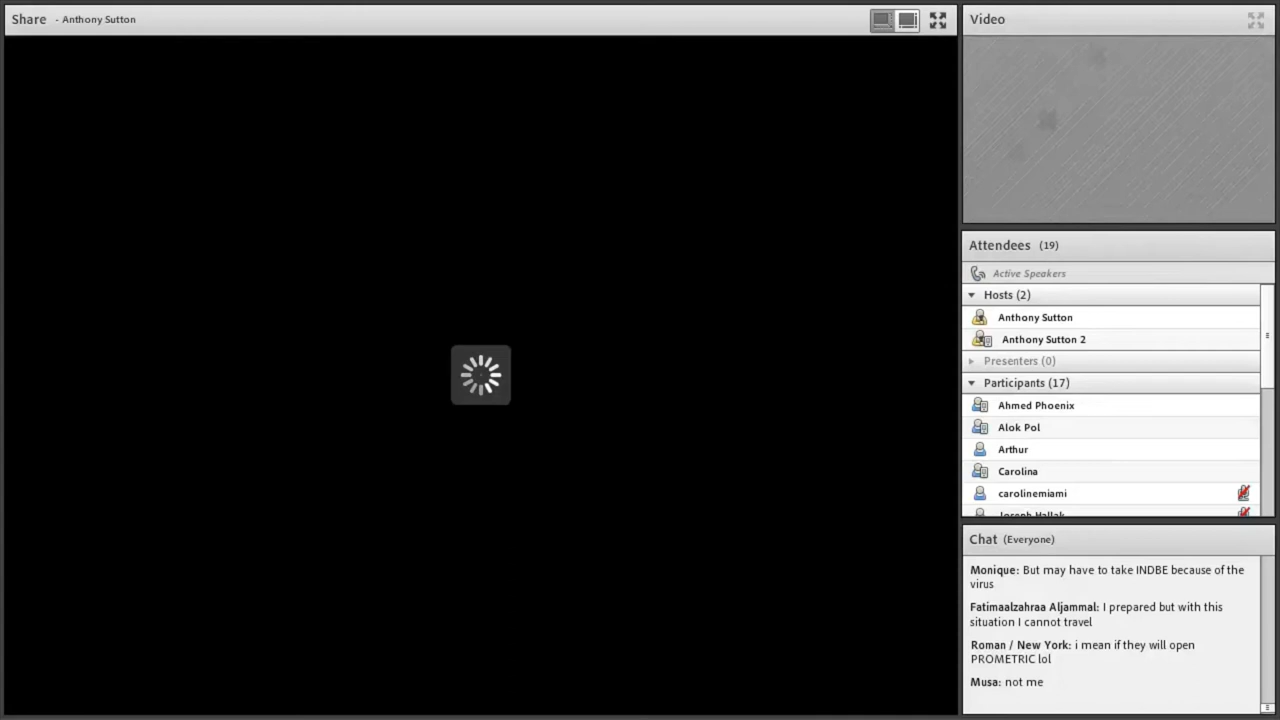 Share - Anthony Sutton
Video
Attendees (19)
Active Speakers
Hosts (2)
Anthony Sutton
Anthony Sutton 2
Presenters (0)
Participants (17)
Ahmed Phoenix
Alok Pol
Arthur
Carolina
carolinemiami
Joseph Hallak
Chat (Everyone)
Monique: But may have to take INDBE because of the
virus
Fatimaalzahraa Aljammal: I prepared but with this
situation I cannot travel
Roman / New York: i mean if they will open
PROMETRIC lol
Musa: not me